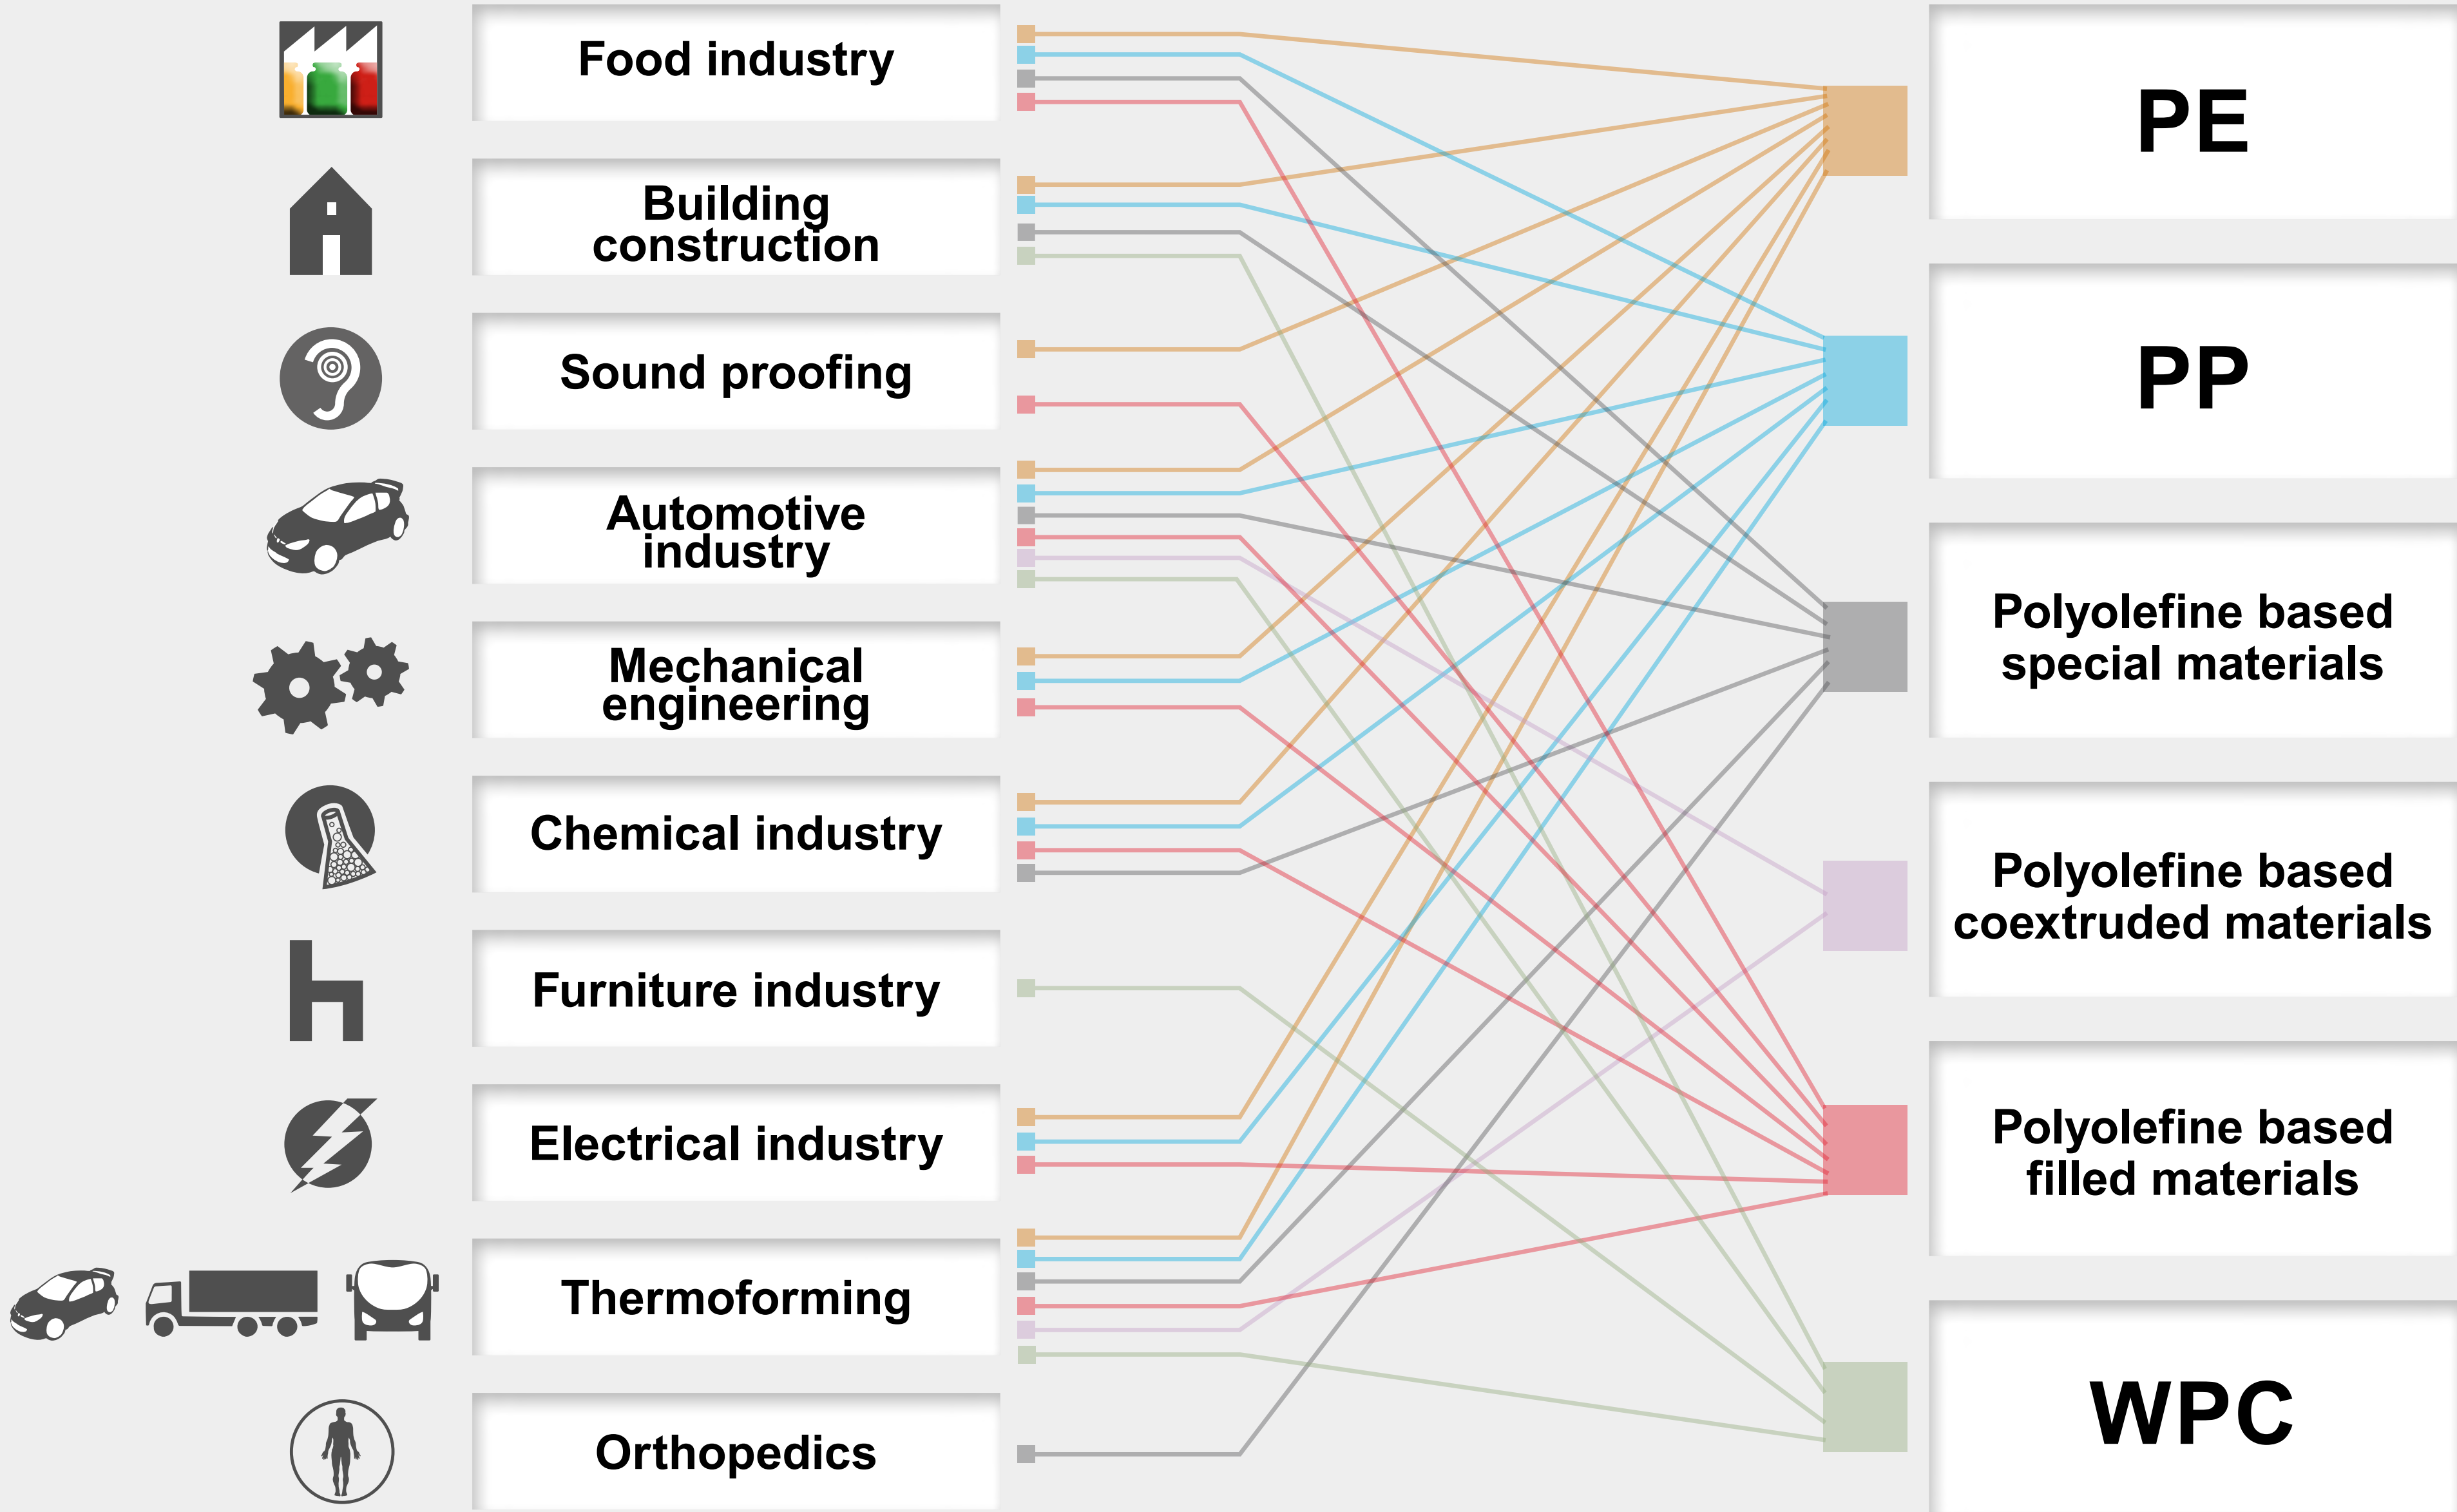 Food industry
Building
construction
Sound proofing
Automotive
industry
Mechanical
engineering
Chemical industry
Furniture industry
Electrical industry
Thermoforming
Orthopedics
PE
PP
Polyolefine based
special materials
Polyolefine based
coextruded materials
Polyolefine based
filled materials
WPC